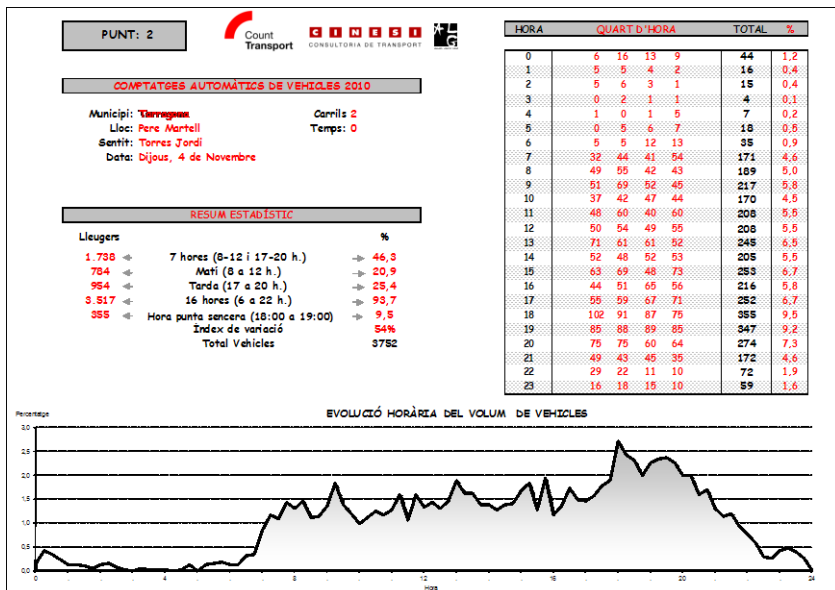 PUNT: 2
Count
Transport
CINESI
CONSULTORIA DE TRANSPORT
COMPTATGES AUTOMÀTICS DE VEHICLES 2010
Municipi: Tarragona Carrils 2
Lloc: Pere Martell Temps: 0
Sentit: Torres Jordi
Data: Dijous, 4 de Novembre
RESUM ESTADÍSTIC
Lleugers %
1.738 7 hores (8-12 i 17-20 h.) 46,3
784 Matí (8 a 12 h.) 20,9
954 Tarda (17 a 20 h.) 25,4
3.517 16 hores (6 a 22 h.) 93,7
355 Hora punta sencera (18:00 a 19:00) 9,5
Índex de variació 54%
Total Vehicles 3752
HORA QUART D'HORA TOTAL %
0 6 16 13 9 44 1,2
1 5 5 4 2 16 0,4
2 5 6 3 1 15 0,4
3 0 2 1 1 4 0,1
4 1 0 1 5 7 0,2
5 0 5 6 7 18 0,5
6 5 5 12 13 35 0,9
7 32 44 41 54 171 4,6
8 49 55 42 43 189 5,0
9 51 69 52 45 217 5,8
10 37 42 47 44 170 4,5
11 48 60 40 60 208 5,5
12 50 54 49 55 208 5,5
13 71 61 61 52 245 6,5
14 52 48 52 53 205 5,5
15 63 69 48 73 253 6,7
16 44 51 65 56 216 5,8
17 55 59 67 71 252 6,7
18 102 91 87 75 355 9,5
19 85 88 89 85 347 9,2
20 75 75 60 64 274 7,3
21 49 43 45 35 172 4,6
22 29 22 11 10 72 1,9
23 16 18 15 10 59 1,6
Percentatge EVOLUCIÓ HORÀRIA DEL VOLUM DE VEHICLES
3,0
2,5
2,0
1,5
1,0
0,5
0,0
0 4 8 12 16 20 24
Hora